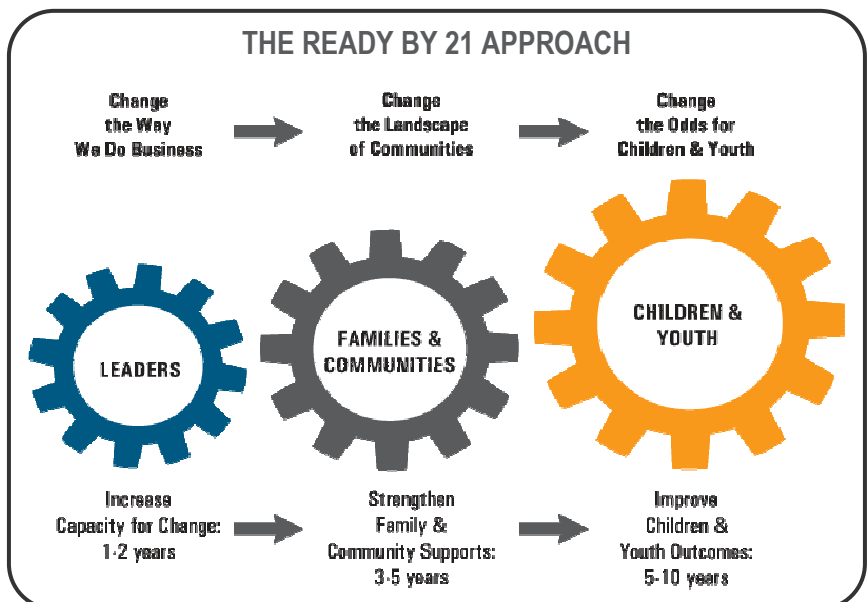 THE READY BY 21 APPROACH
Change
the Way
We Do Business
Change
the Landscape
of Communities
Change
the Odds for
Children & Youth
LEADERS
FAMILIES &
COMMUNITIES
CHILDREN &
YOUTH
Increase
Capacity for Change:
1-2 years
Strengthen
Family &
Community Supports:
3-5 years
Improve
Children &
Youth Outcomes:
5-10 years